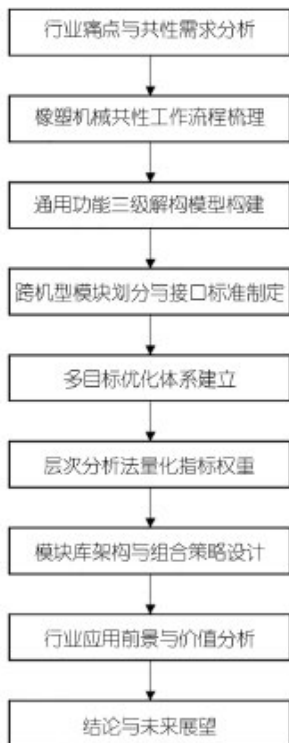 行业痛点与共性需求分析
橡塑机械共性工作流程梳理
通用功能三级解构模型构建
跨机型模块划分与接口标准制定
多目标优化体系建立
层次分析法量化指标权重
模块库架构与组合策略设计
行业应用前景与价值分析
结论与未来展望